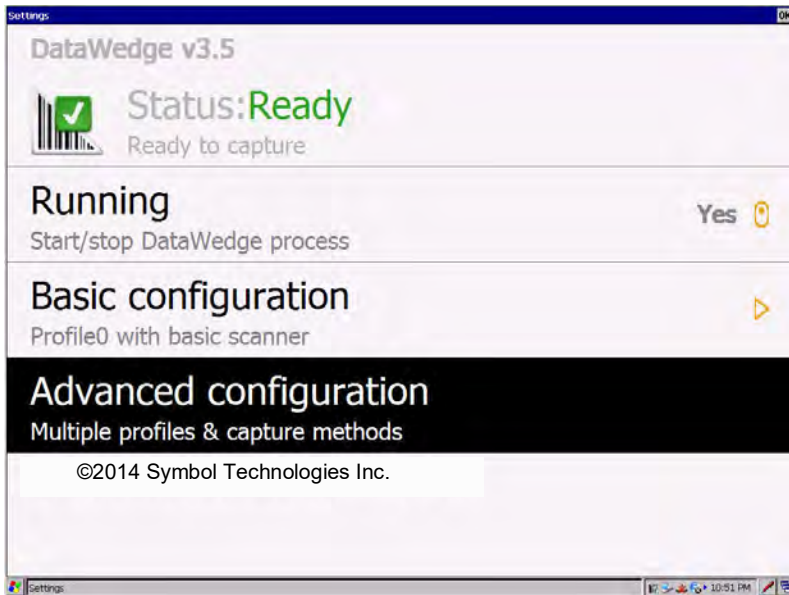 Settings
OK
DataWedge v3.5
Status:Ready
Ready to capture
Running
Yes
Start/stop DataWedge process
Basic configuration
Profile0 with basic scanner
Advanced configuration
Multiple profiles & capture methods
©2014 Symbol Technologies Inc.
Settings
10:51 PM